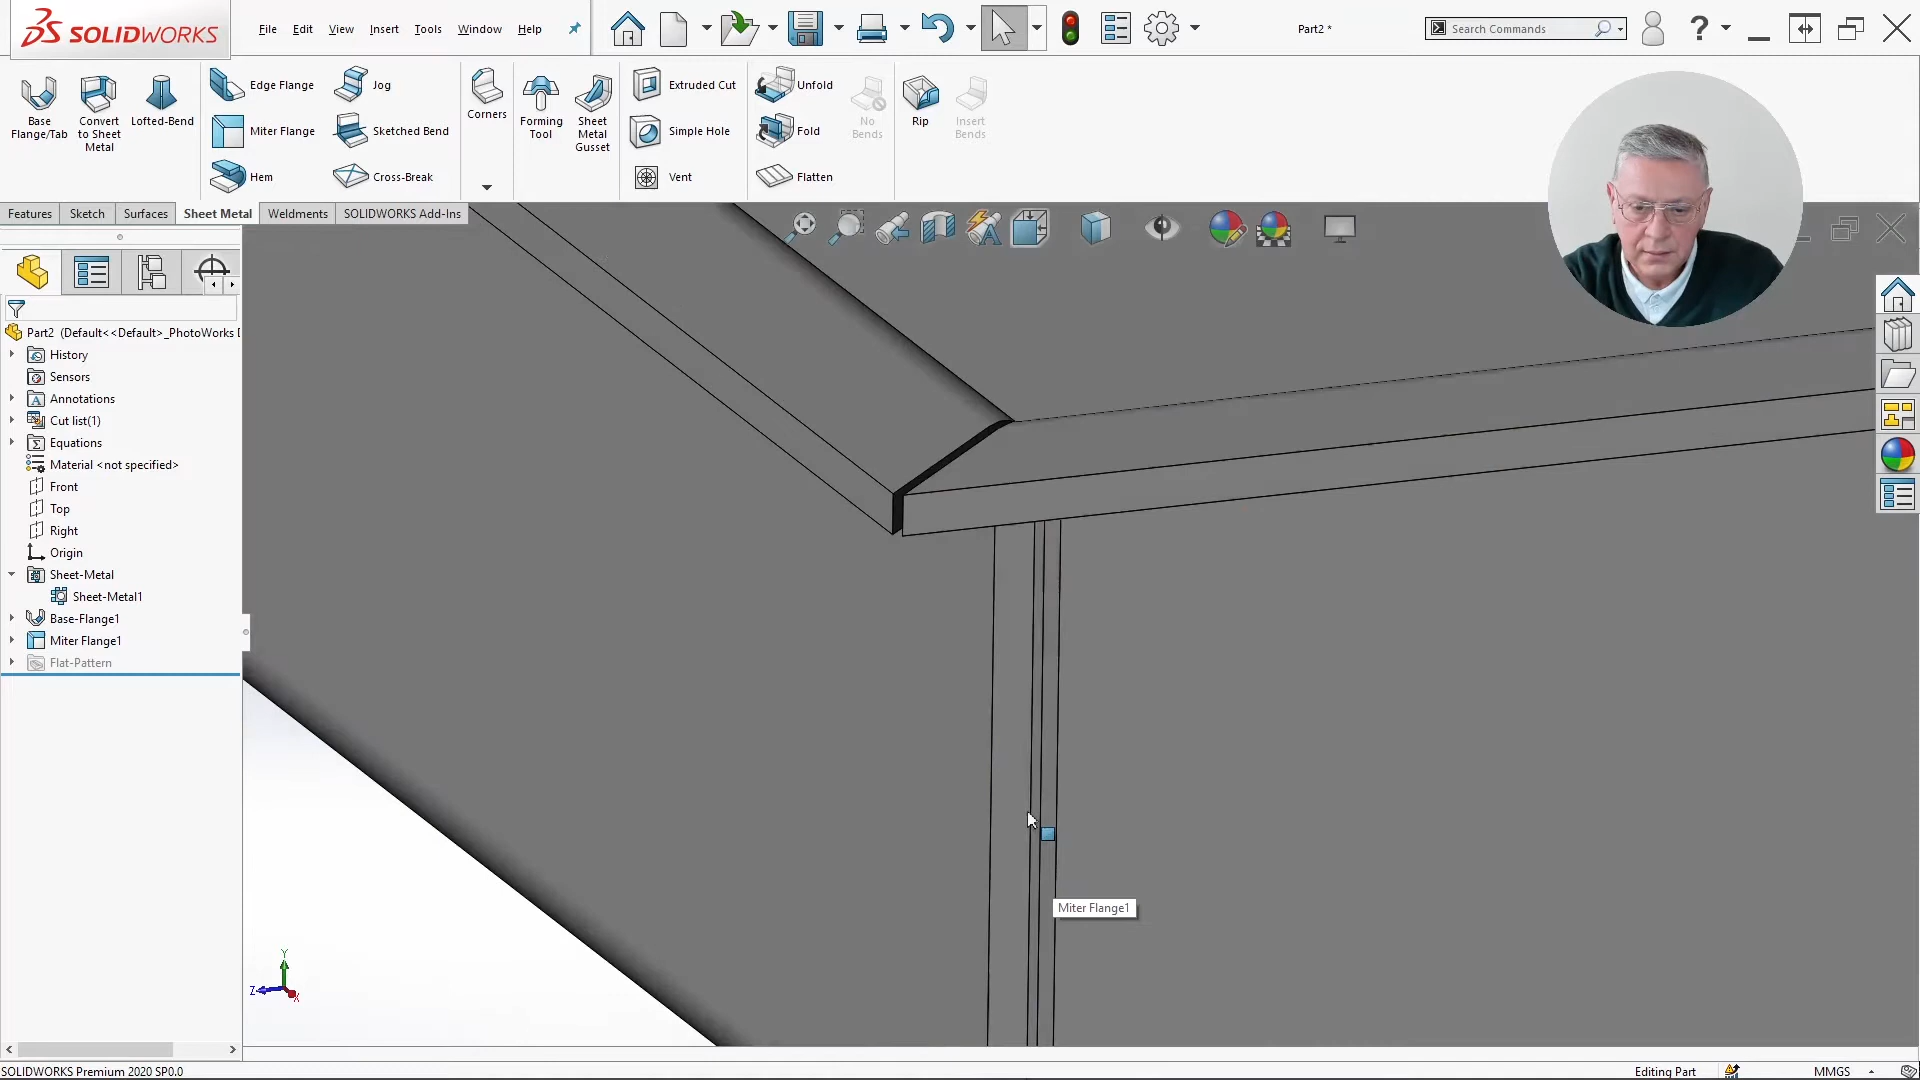 SOLIDWORKS
File Edit View Insert Tools Window Help
Part2 *
Search Commands
Base Flange/Tab
Convert to Sheet Metal
Lofted-Bend
Edge Flange
Miter Flange
Hem
Jog
Sketched Bend
Cross-Break
Corners
Forming Tool
Sheet Metal Gusset
Extruded Cut
Simple Hole
Vent
Unfold
Fold
Flatten
No Bends
Rip
Insert Bends
Features Sketch Surfaces Sheet Metal Weldments SOLIDWORKS Add-Ins
Part2 (Default<<Default>_PhotoWorks D
History
Sensors
Annotations
Cut list(1)
Equations
Material <not specified>
Front
Top
Right
Origin
Sheet-Metal
Sheet-Metal1
Base-Flange1
Miter Flange1
Flat-Pattern
Miter Flange1
Y
Z
X
SOLIDWORKS Premium 2020 SP0.0
Editing Part
MMGS